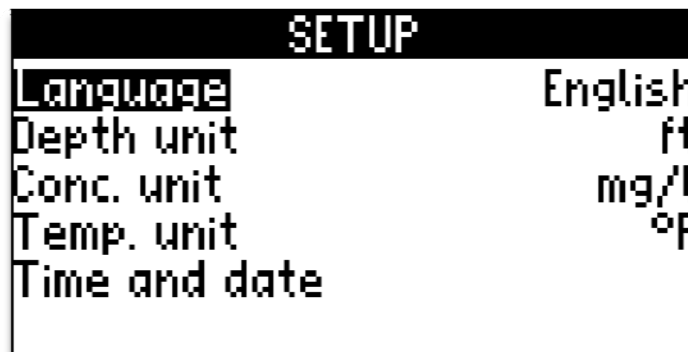 SETUP
Language English
Depth unit ft
Conc. unit mg/l
Temp. unit °F
Time and date